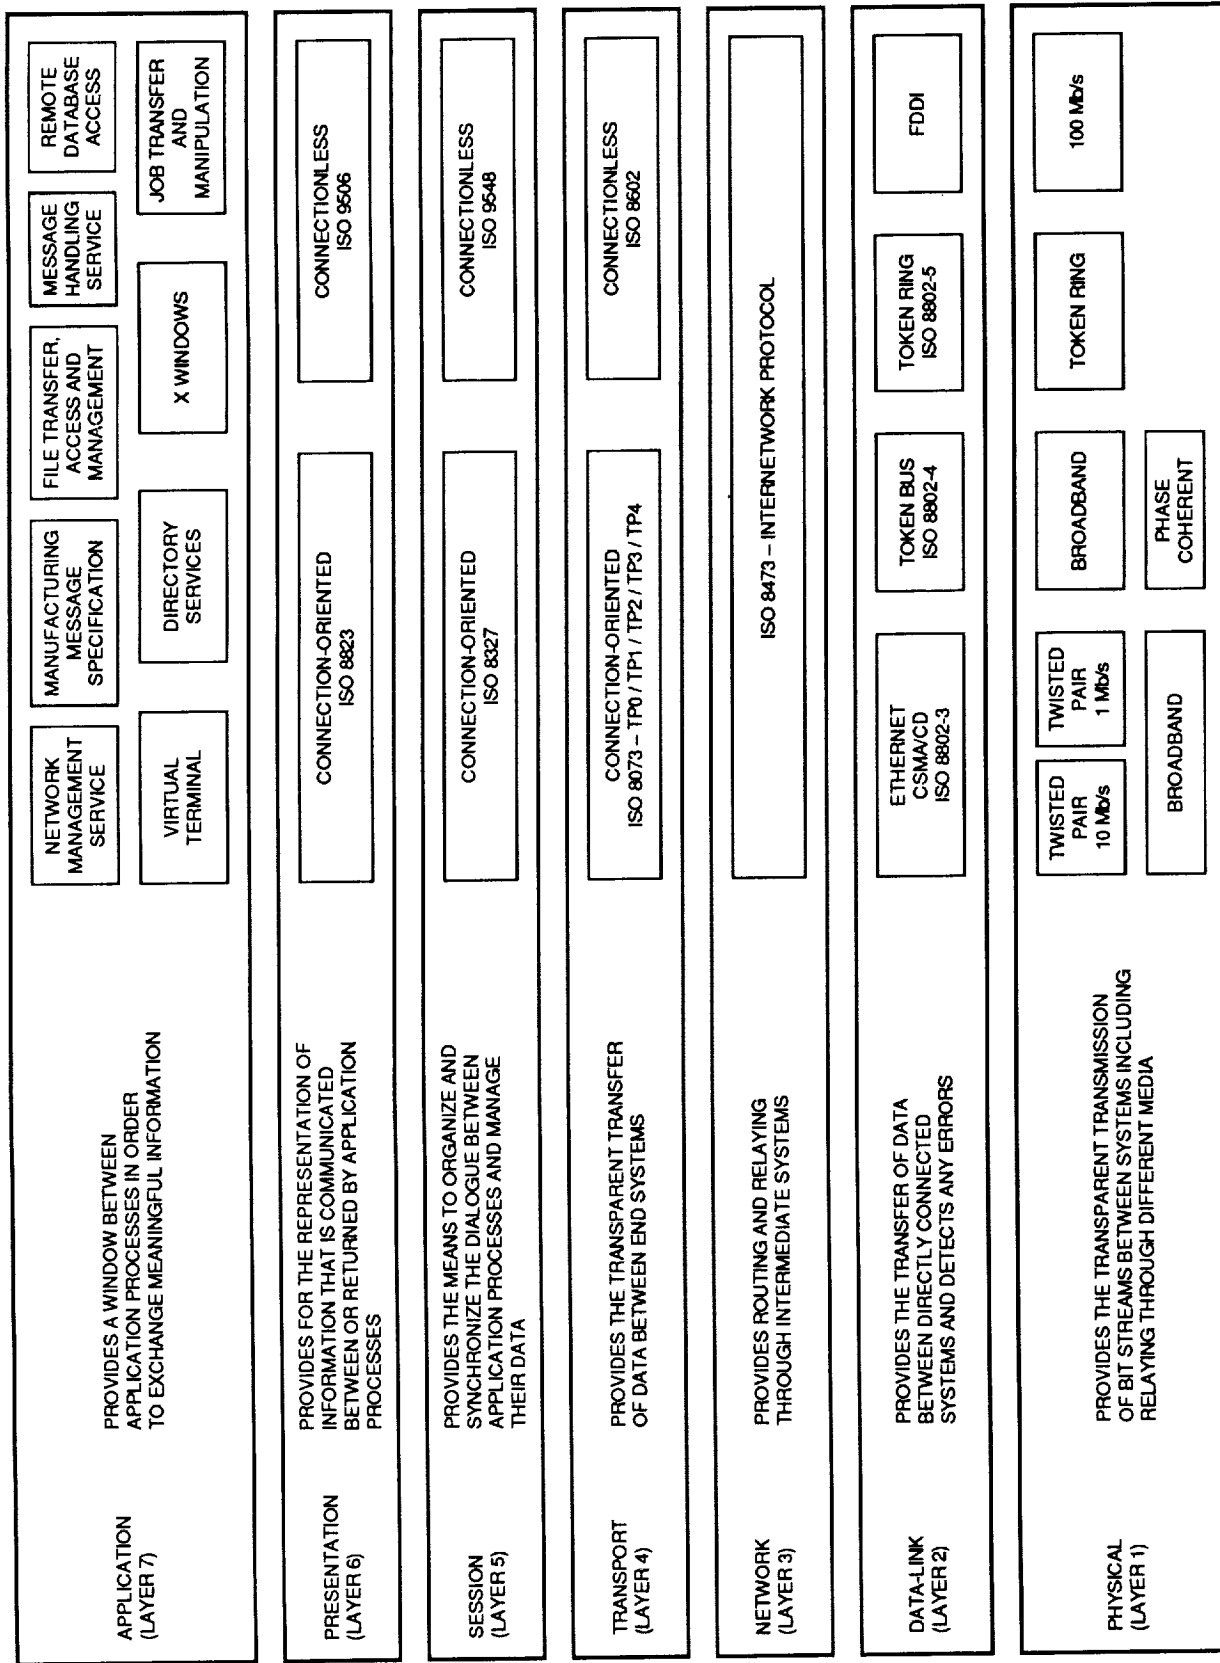 APPLICATION
(LAYER 7)
PROVIDES A WINDOW BETWEEN
APPLICATION PROCESSES IN ORDER
TO EXCHANGE MEANINGFUL INFORMATION
NETWORK
MANAGEMENT
SERVICE
MANUFACTURING
MESSAGE
SPECIFICATION
FILE TRANSFER,
ACCESS AND
MANAGEMENT
MESSAGE
HANDLING
SERVICE
REMOTE
DATABASE
ACCESS
VIRTUAL
TERMINAL
DIRECTORY
SERVICES
X WINDOWS
JOB TRANSFER
AND
MANIPULATION
PRESENTATION
(LAYER 6)
PROVIDES FOR THE REPRESENTATION OF
INFORMATION THAT IS COMMUNICATED
BETWEEN OR RETURNED BY APPLICATION
PROCESSES
CONNECTION-ORIENTED
ISO 8823
CONNECTIONLESS
ISO 9506
SESSION
(LAYER 5)
PROVIDES THE MEANS TO ORGANIZE AND
SYNCHRONIZE THE DIALOGUE BETWEEN
APPLICATION PROCESSES AND MANAGE
THEIR DATA
CONNECTION-ORIENTED
ISO 8327
CONNECTIONLESS
ISO 9548
TRANSPORT
(LAYER 4)
PROVIDES THE TRANSPARENT TRANSFER
OF DATA BETWEEN END SYSTEMS
CONNECTION-ORIENTED
ISO 8073 – TP0 / TP1 / TP2 / TP3 / TP4
CONNECTIONLESS
ISO 8602
NETWORK
(LAYER 3)
PROVIDES ROUTING AND RELAYING
THROUGH INTERMEDIATE SYSTEMS
ISO 8473 – INTERNETWORK PROTOCOL
DATA-LINK
(LAYER 2)
PROVIDES THE TRANSFER OF DATA
BETWEEN DIRECTLY CONNECTED
SYSTEMS AND DETECTS ANY ERRORS
ETHERNET
CSMA/CD
ISO 8802-3
TOKEN BUS
ISO 8802-4
TOKEN RING
ISO 8802-5
FDDI
PHYSICAL
(LAYER 1)
PROVIDES THE TRANSPARENT TRANSMISSION
OF BIT STREAMS BETWEEN SYSTEMS INCLUDING
RELAYING THROUGH DIFFERENT MEDIA
TWISTED
PAIR
10 Mb/s
TWISTED
PAIR
1 Mb/s
BROADBAND
TOKEN RING
100 Mb/s
BROADBAND
PHASE
COHERENT